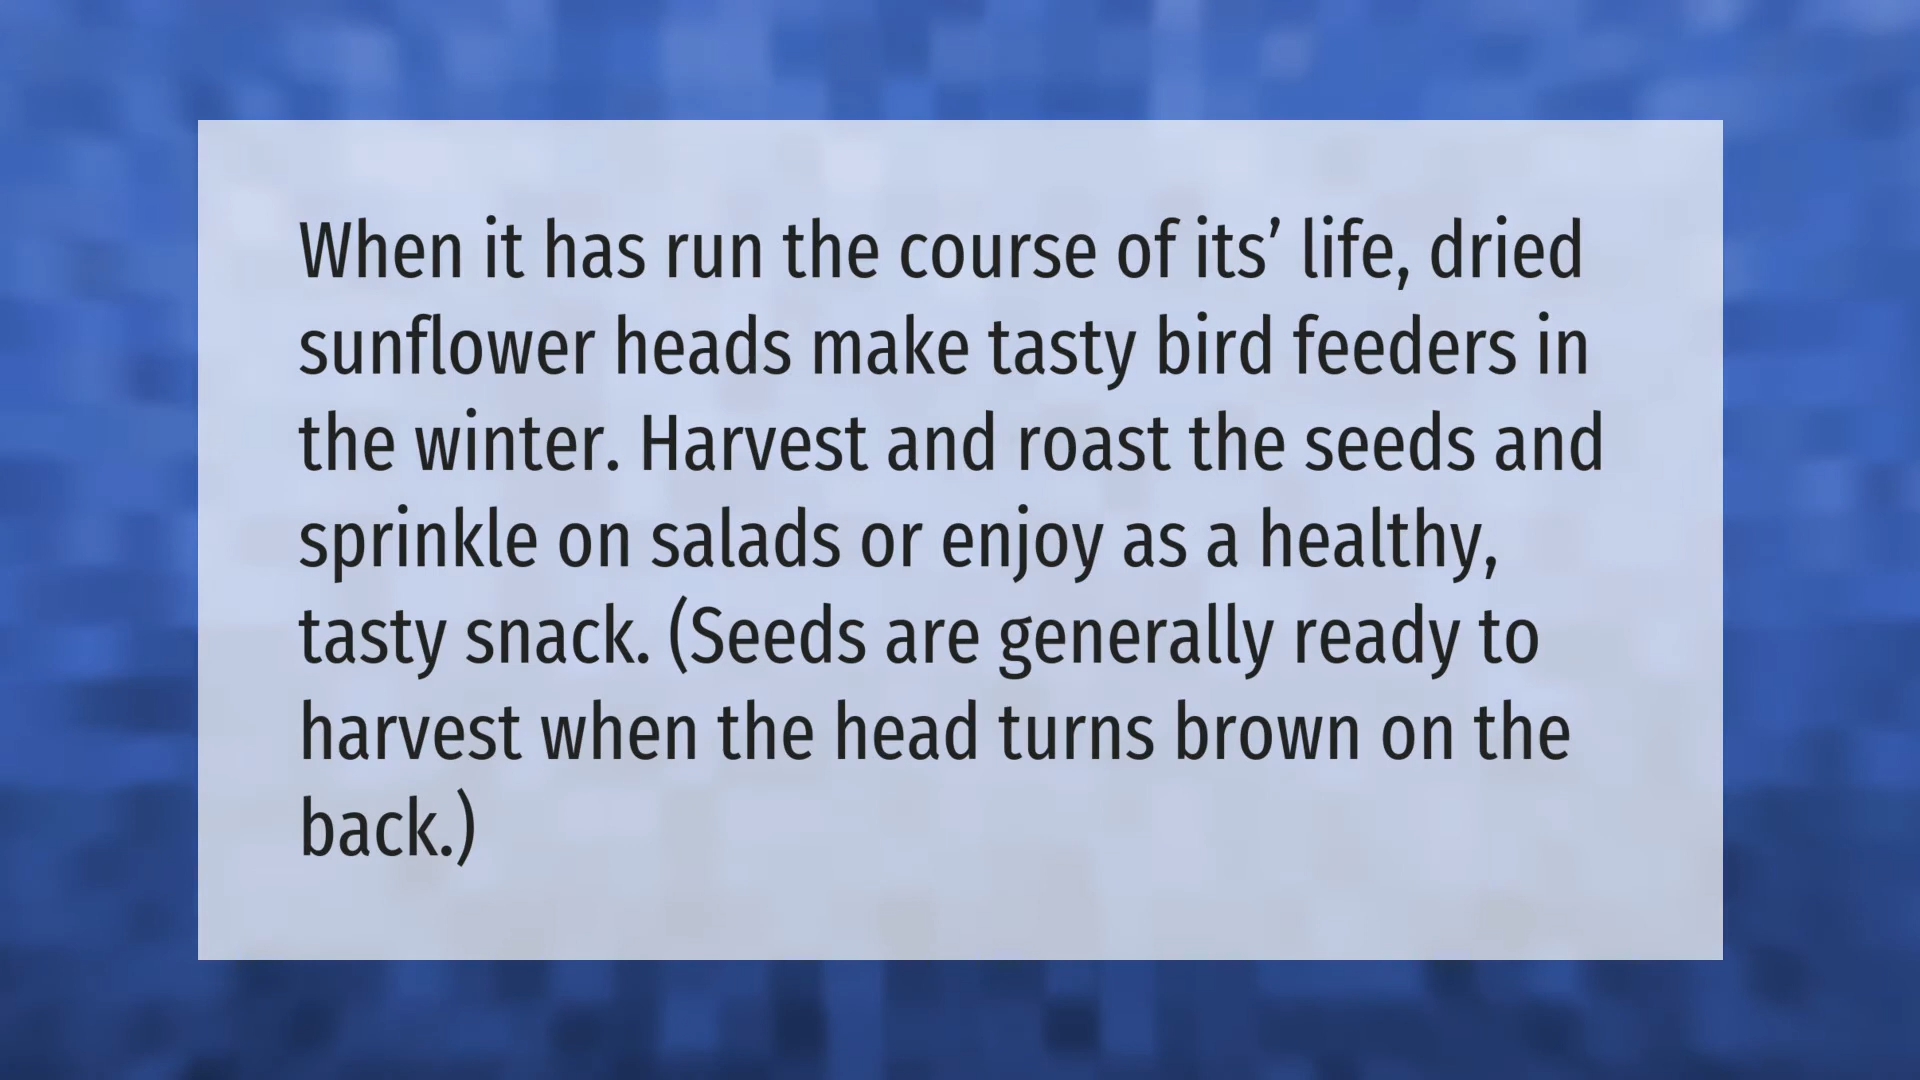 When it has run the course of its’ life, dried
sunflower heads make tasty bird feeders in
the winter. Harvest and roast the seeds and
sprinkle on salads or enjoy as a healthy,
tasty snack. (Seeds are generally ready to
harvest when the head turns brown on the
back.)